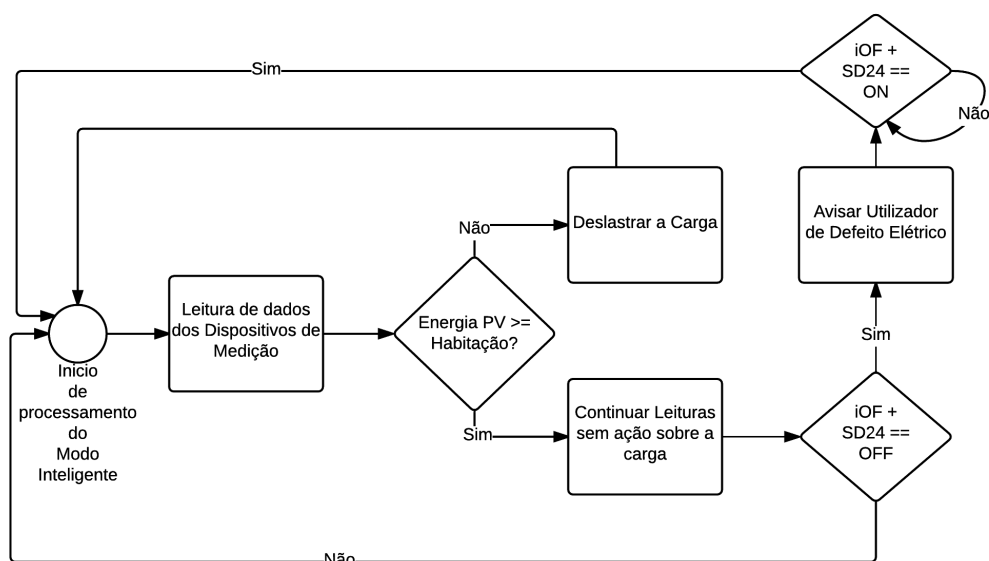 iOF +
SD24 ==
ON
Sim
Não
Avisar Utilizador
de Defeito Elétrico
Deslastrar a Carga
Não
Leitura de dados
dos Dispositivos de
Medição
Energia PV >=
Habitação?
Sim
Inicio
de
processamento
do
Modo
Inteligente
Continuar Leituras
sem ação sobre a
carga
Sim
iOF +
SD24 ==
OFF
Não